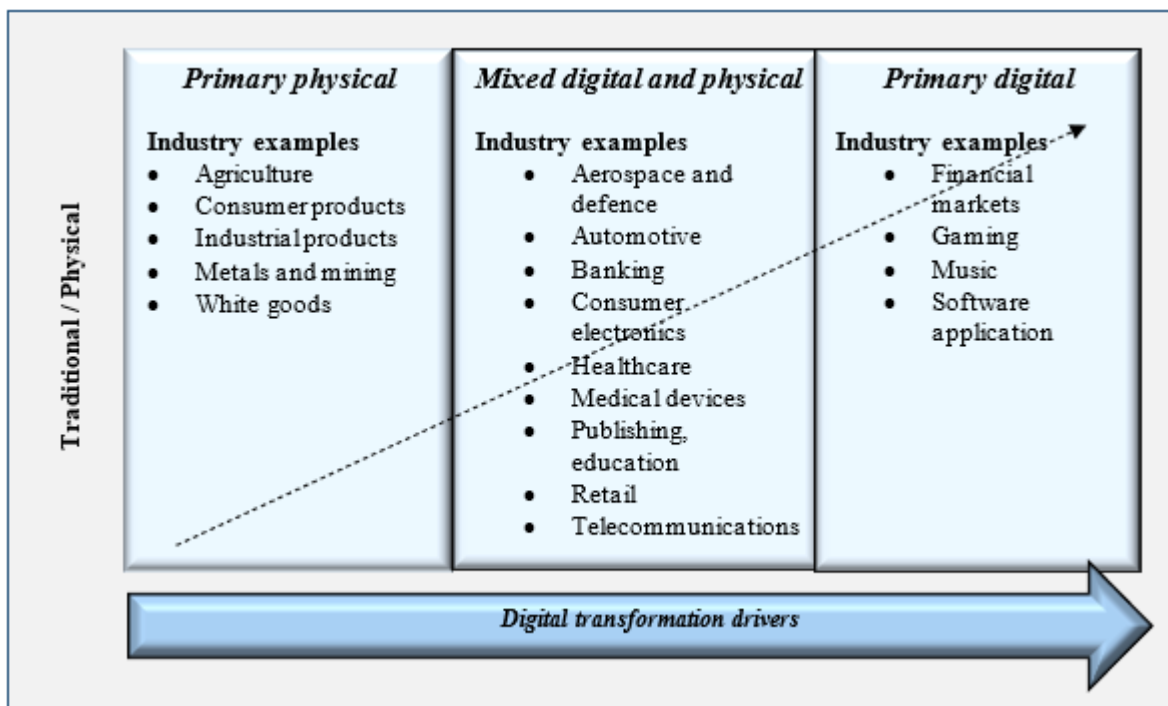 Traditional / Physical
Primary physical
Industry examples
• Agriculture
• Consumer products
• Industrial products
• Metals and mining
• White goods
Mixed digital and physical
Industry examples
• Aerospace and
defence
• Automotive
• Banking
• Consumer
electronics
• Healthcare
• Medical devices
• Publishing,
education
• Retail
• Telecommunications
Primary digital
Industry examples
• Financial
markets
• Gaming
• Music
• Software
application
Digital transformation drivers